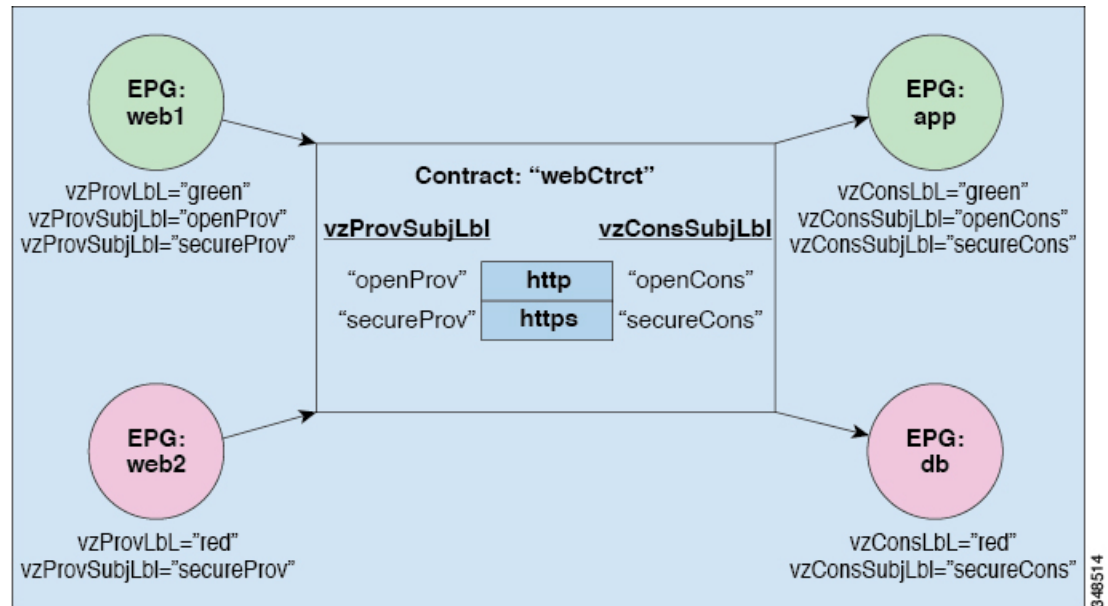 EPG:
web1
vzProvLbL="green"
vzProvSubjLbl="openProv"
vzProvSubjLbl="secureProv"
EPG:
app
vzConsLbL="green"
vzConsSubjLbl="openCons"
vzConsSubjLbl="secureCons"
Contract: “webCtrct”
vzProvSubjLbl vzConsSubjLbl
“openProv” http “openCons”
“secureProv” https “secureCons”
EPG:
web2
vzProvLbL="red"
vzProvSubjLbl="secureProv"
EPG:
db
vzConsLbL="red"
vzConsSubjLbl="secureCons"
348514